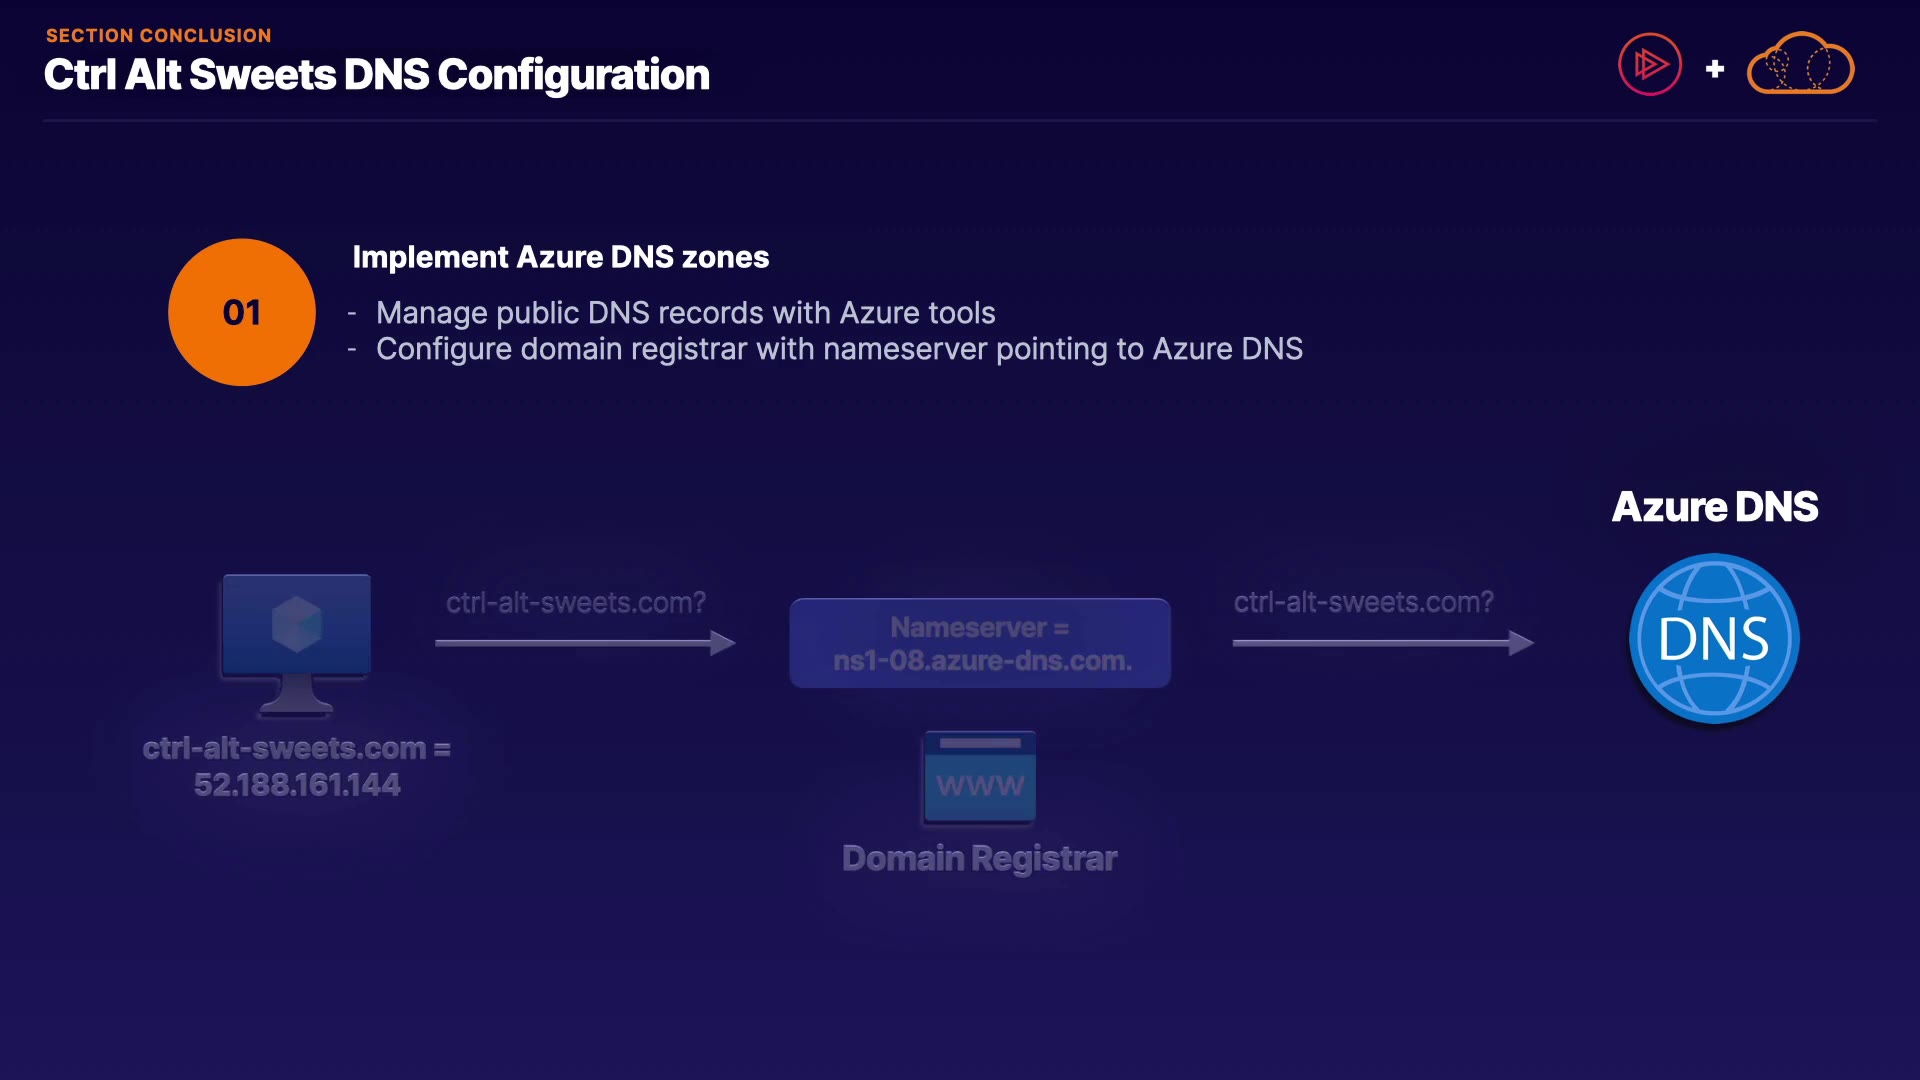 SECTION CONCLUSION
Ctrl Alt Sweets DNS Configuration
+
01
Implement Azure DNS zones
- Manage public DNS records with Azure tools
- Configure domain registrar with nameserver pointing to Azure DNS
Azure DNS
DNS
ctrl-alt-sweets.com?
Nameserver =
ns1-08.azure-dns.com.
ctrl-alt-sweets.com?
ctrl-alt-sweets.com =
52.188.161.144
WWW
Domain Registrar